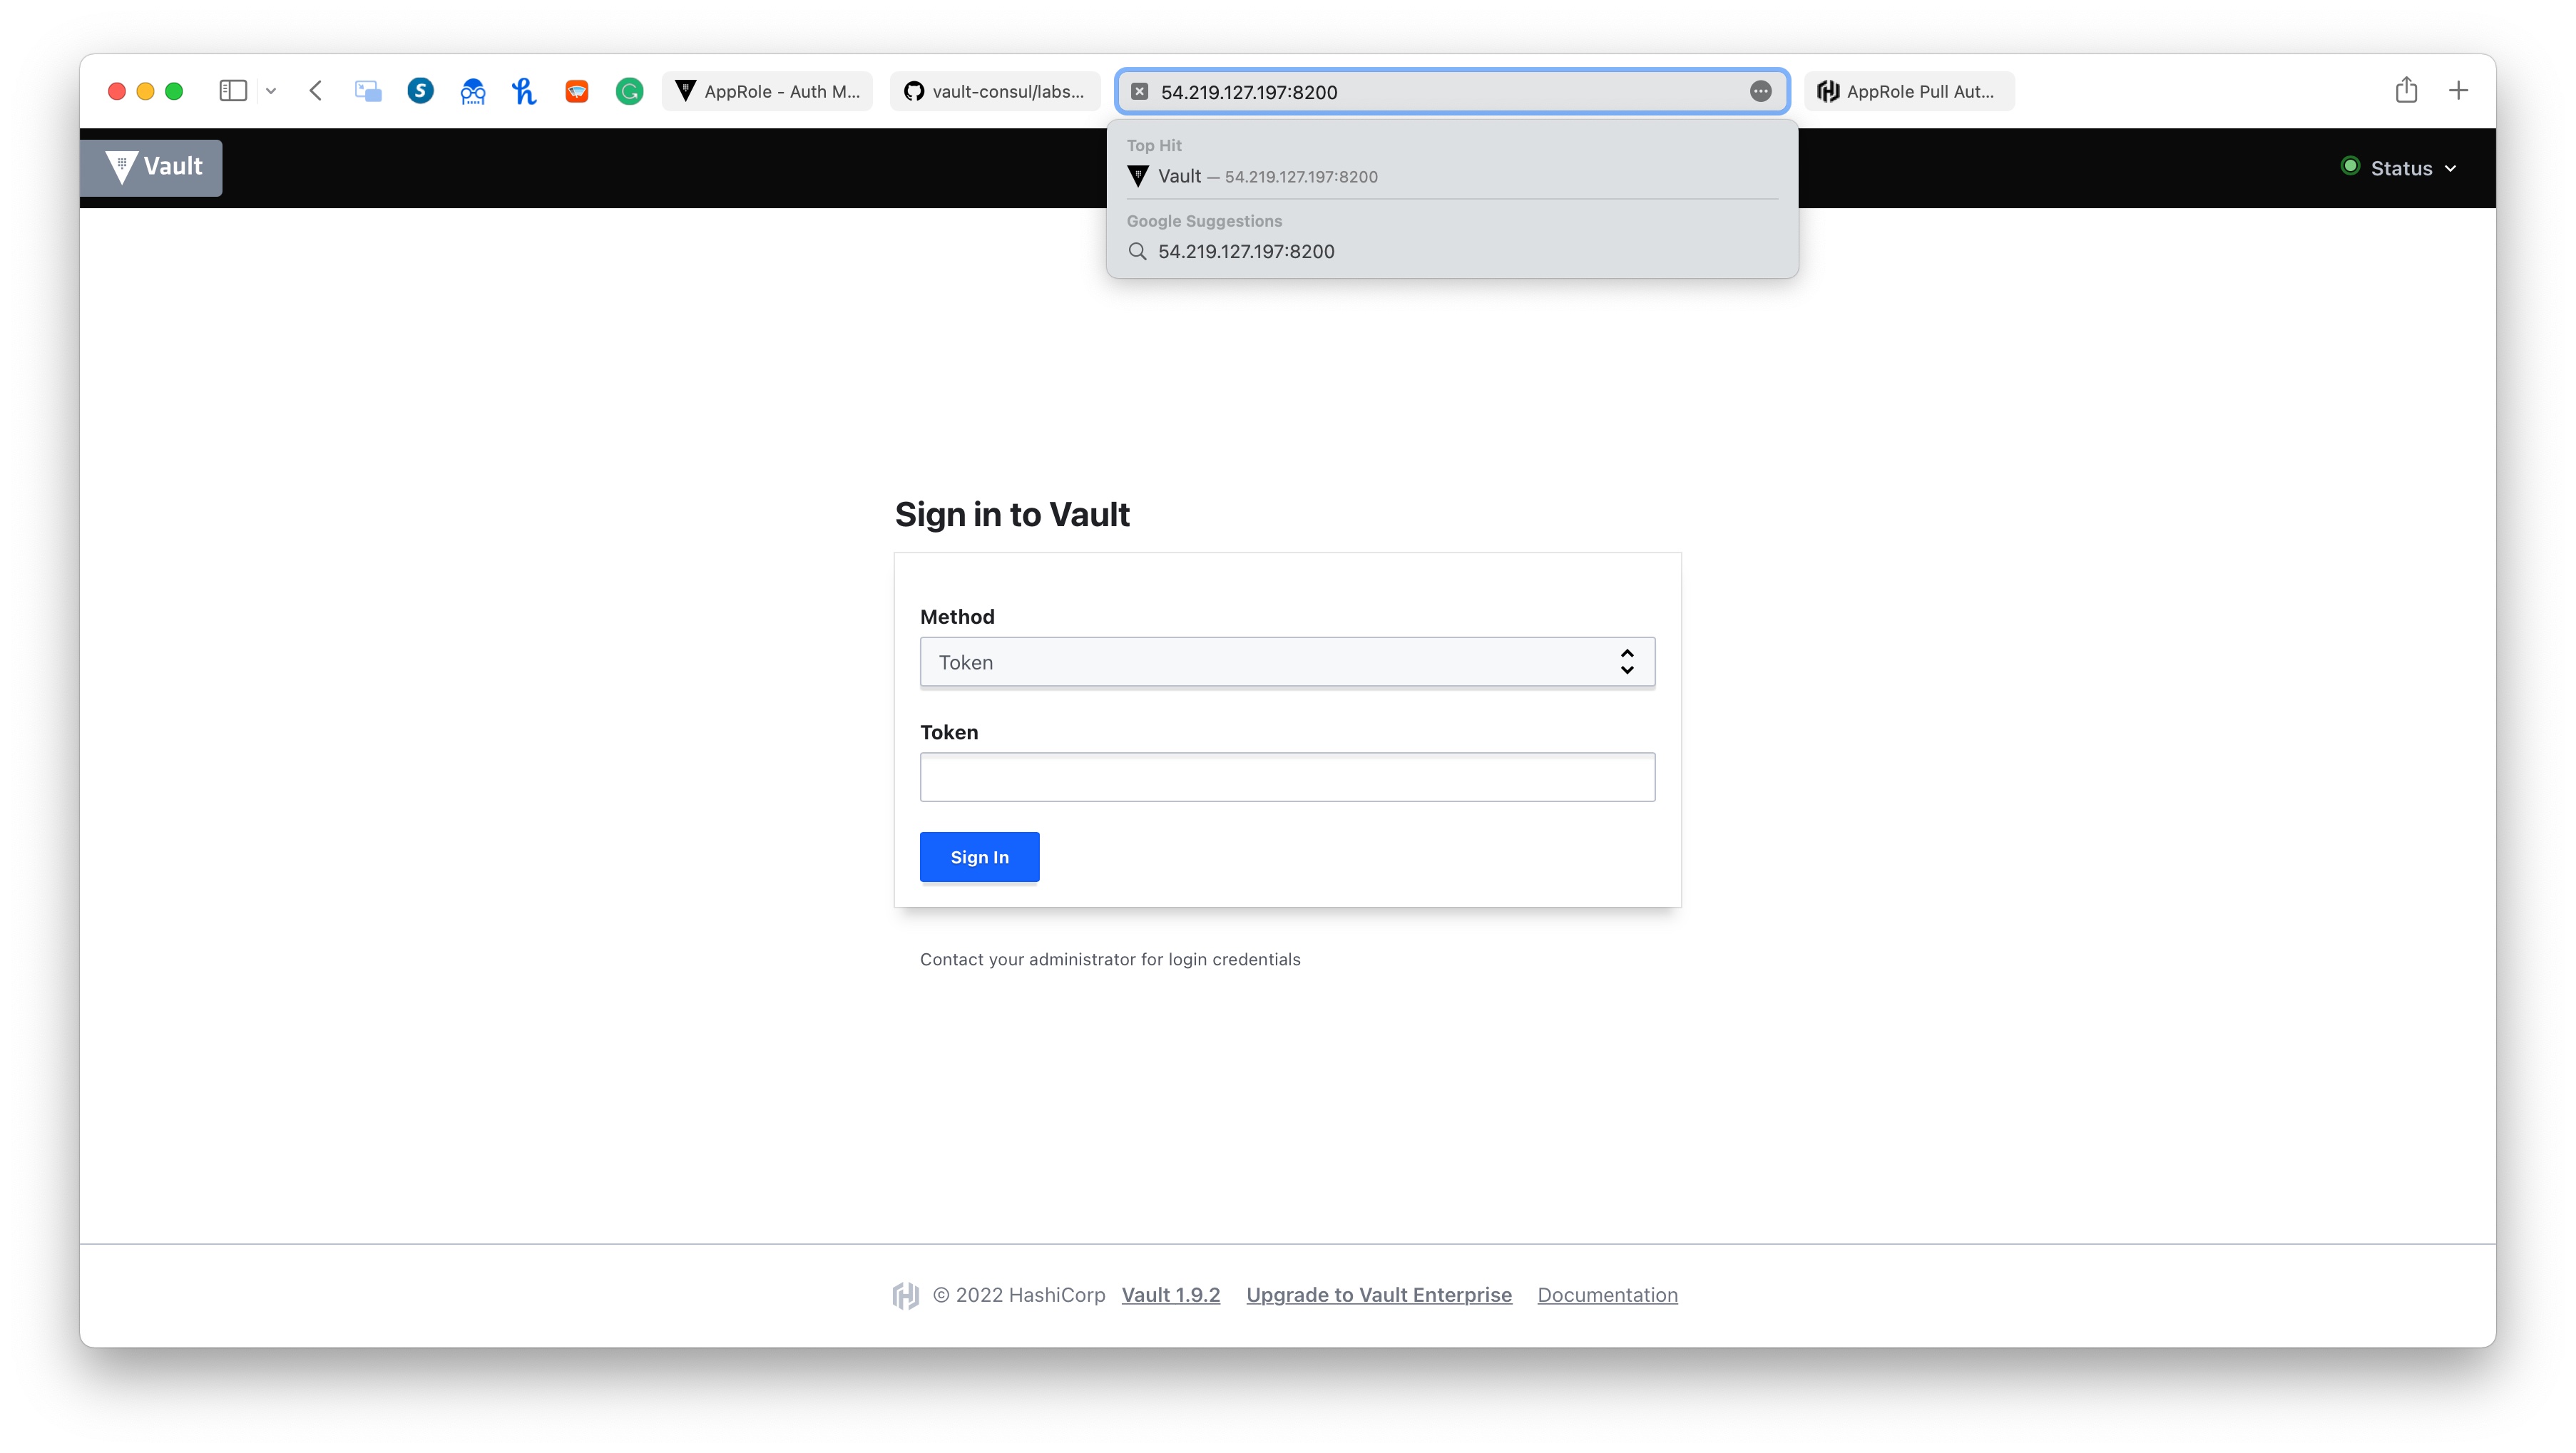 AppRole - Auth M...
vault-consul/labs...
54.219.127.197:8200
AppRole Pull Aut...
Vault
Status
Top Hit
Vault — 54.219.127.197:8200
Google Suggestions
54.219.127.197:8200
Sign in to Vault
Method
Token
Token
Sign In
Contact your administrator for login credentials
© 2022 HashiCorp Vault 1.9.2 Upgrade to Vault Enterprise Documentation